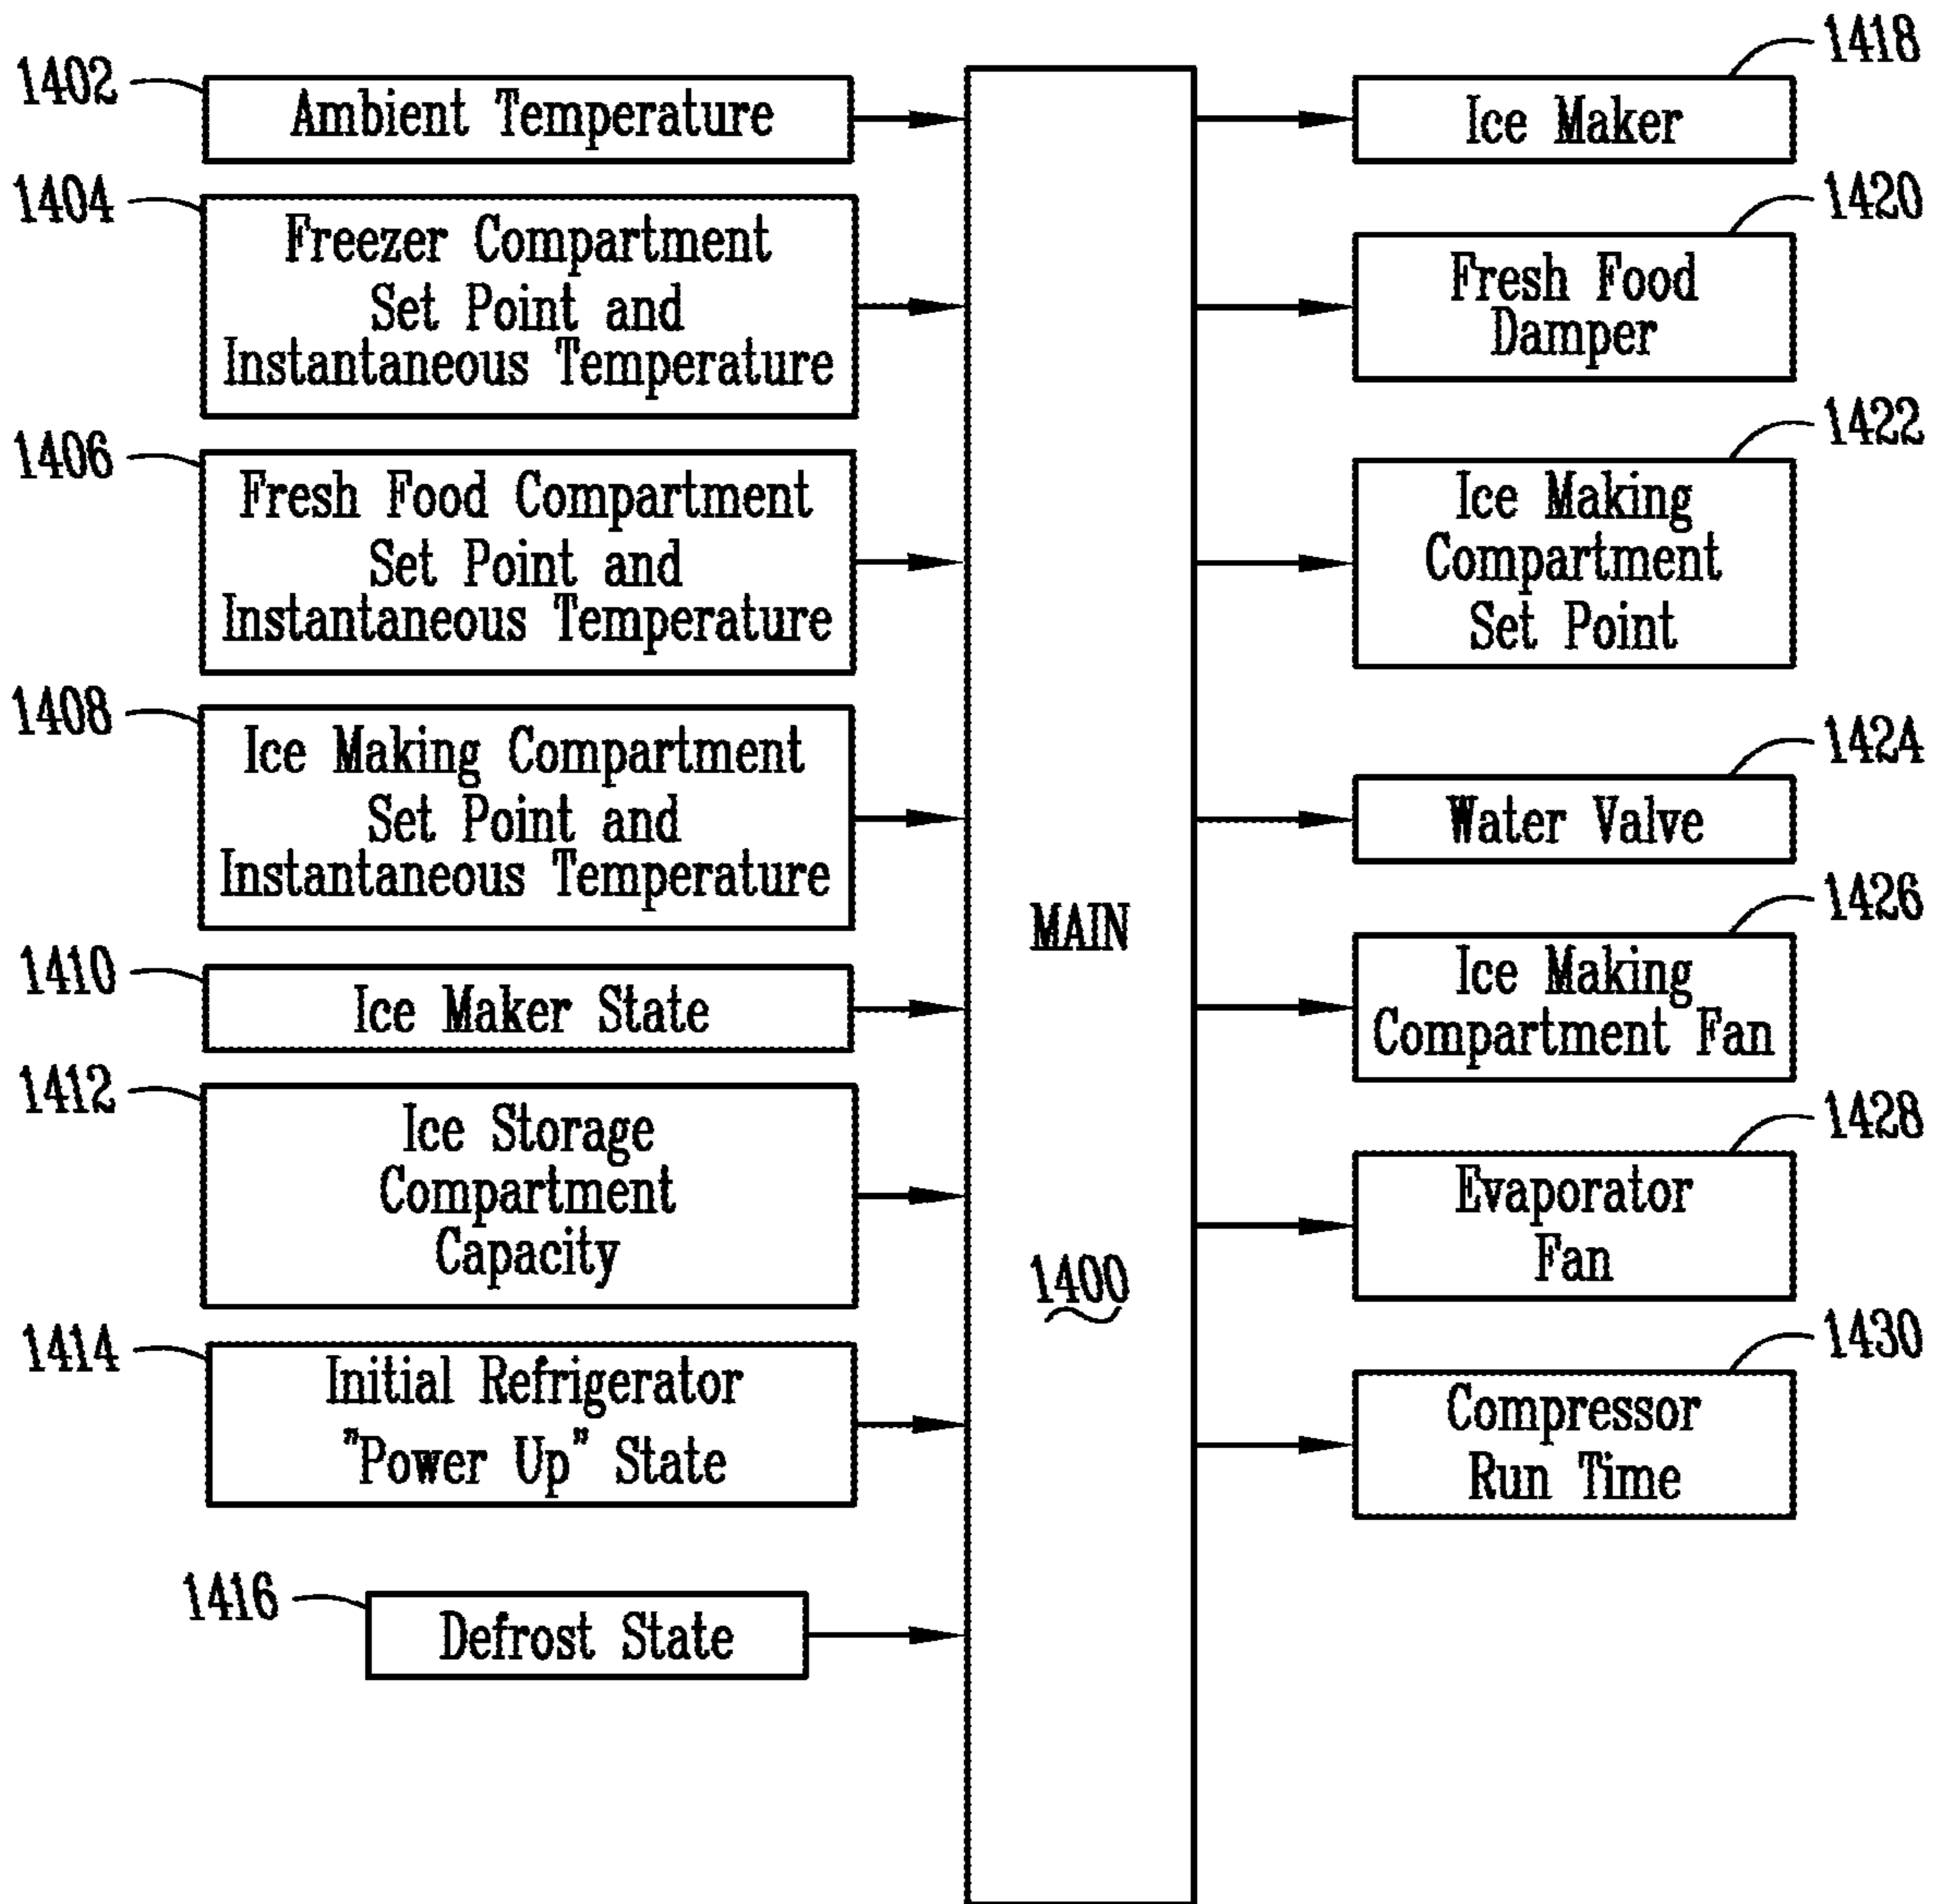 1402
Ambient Temperature
1404
Freezer Compartment
Set Point and
Instantaneous Temperature
1406
Fresh Food Compartment
Set Point and
Instantaneous Temperature
1408
Ice Making Compartment
Set Point and
Instantaneous Temperature
1410
Ice Maker State
1412
Ice Storage
Compartment
Capacity
1414
Initial Refrigerator
"Power Up" State
1416
Defrost State
MAIN
1400
1418
Ice Maker
1420
Fresh Food
Damper
1422
Ice Making
Compartment
Set Point
1424
Water Valve
1426
Ice Making
Compartment Fan
1428
Evaporator
Fan
1430
Compressor
Run Time